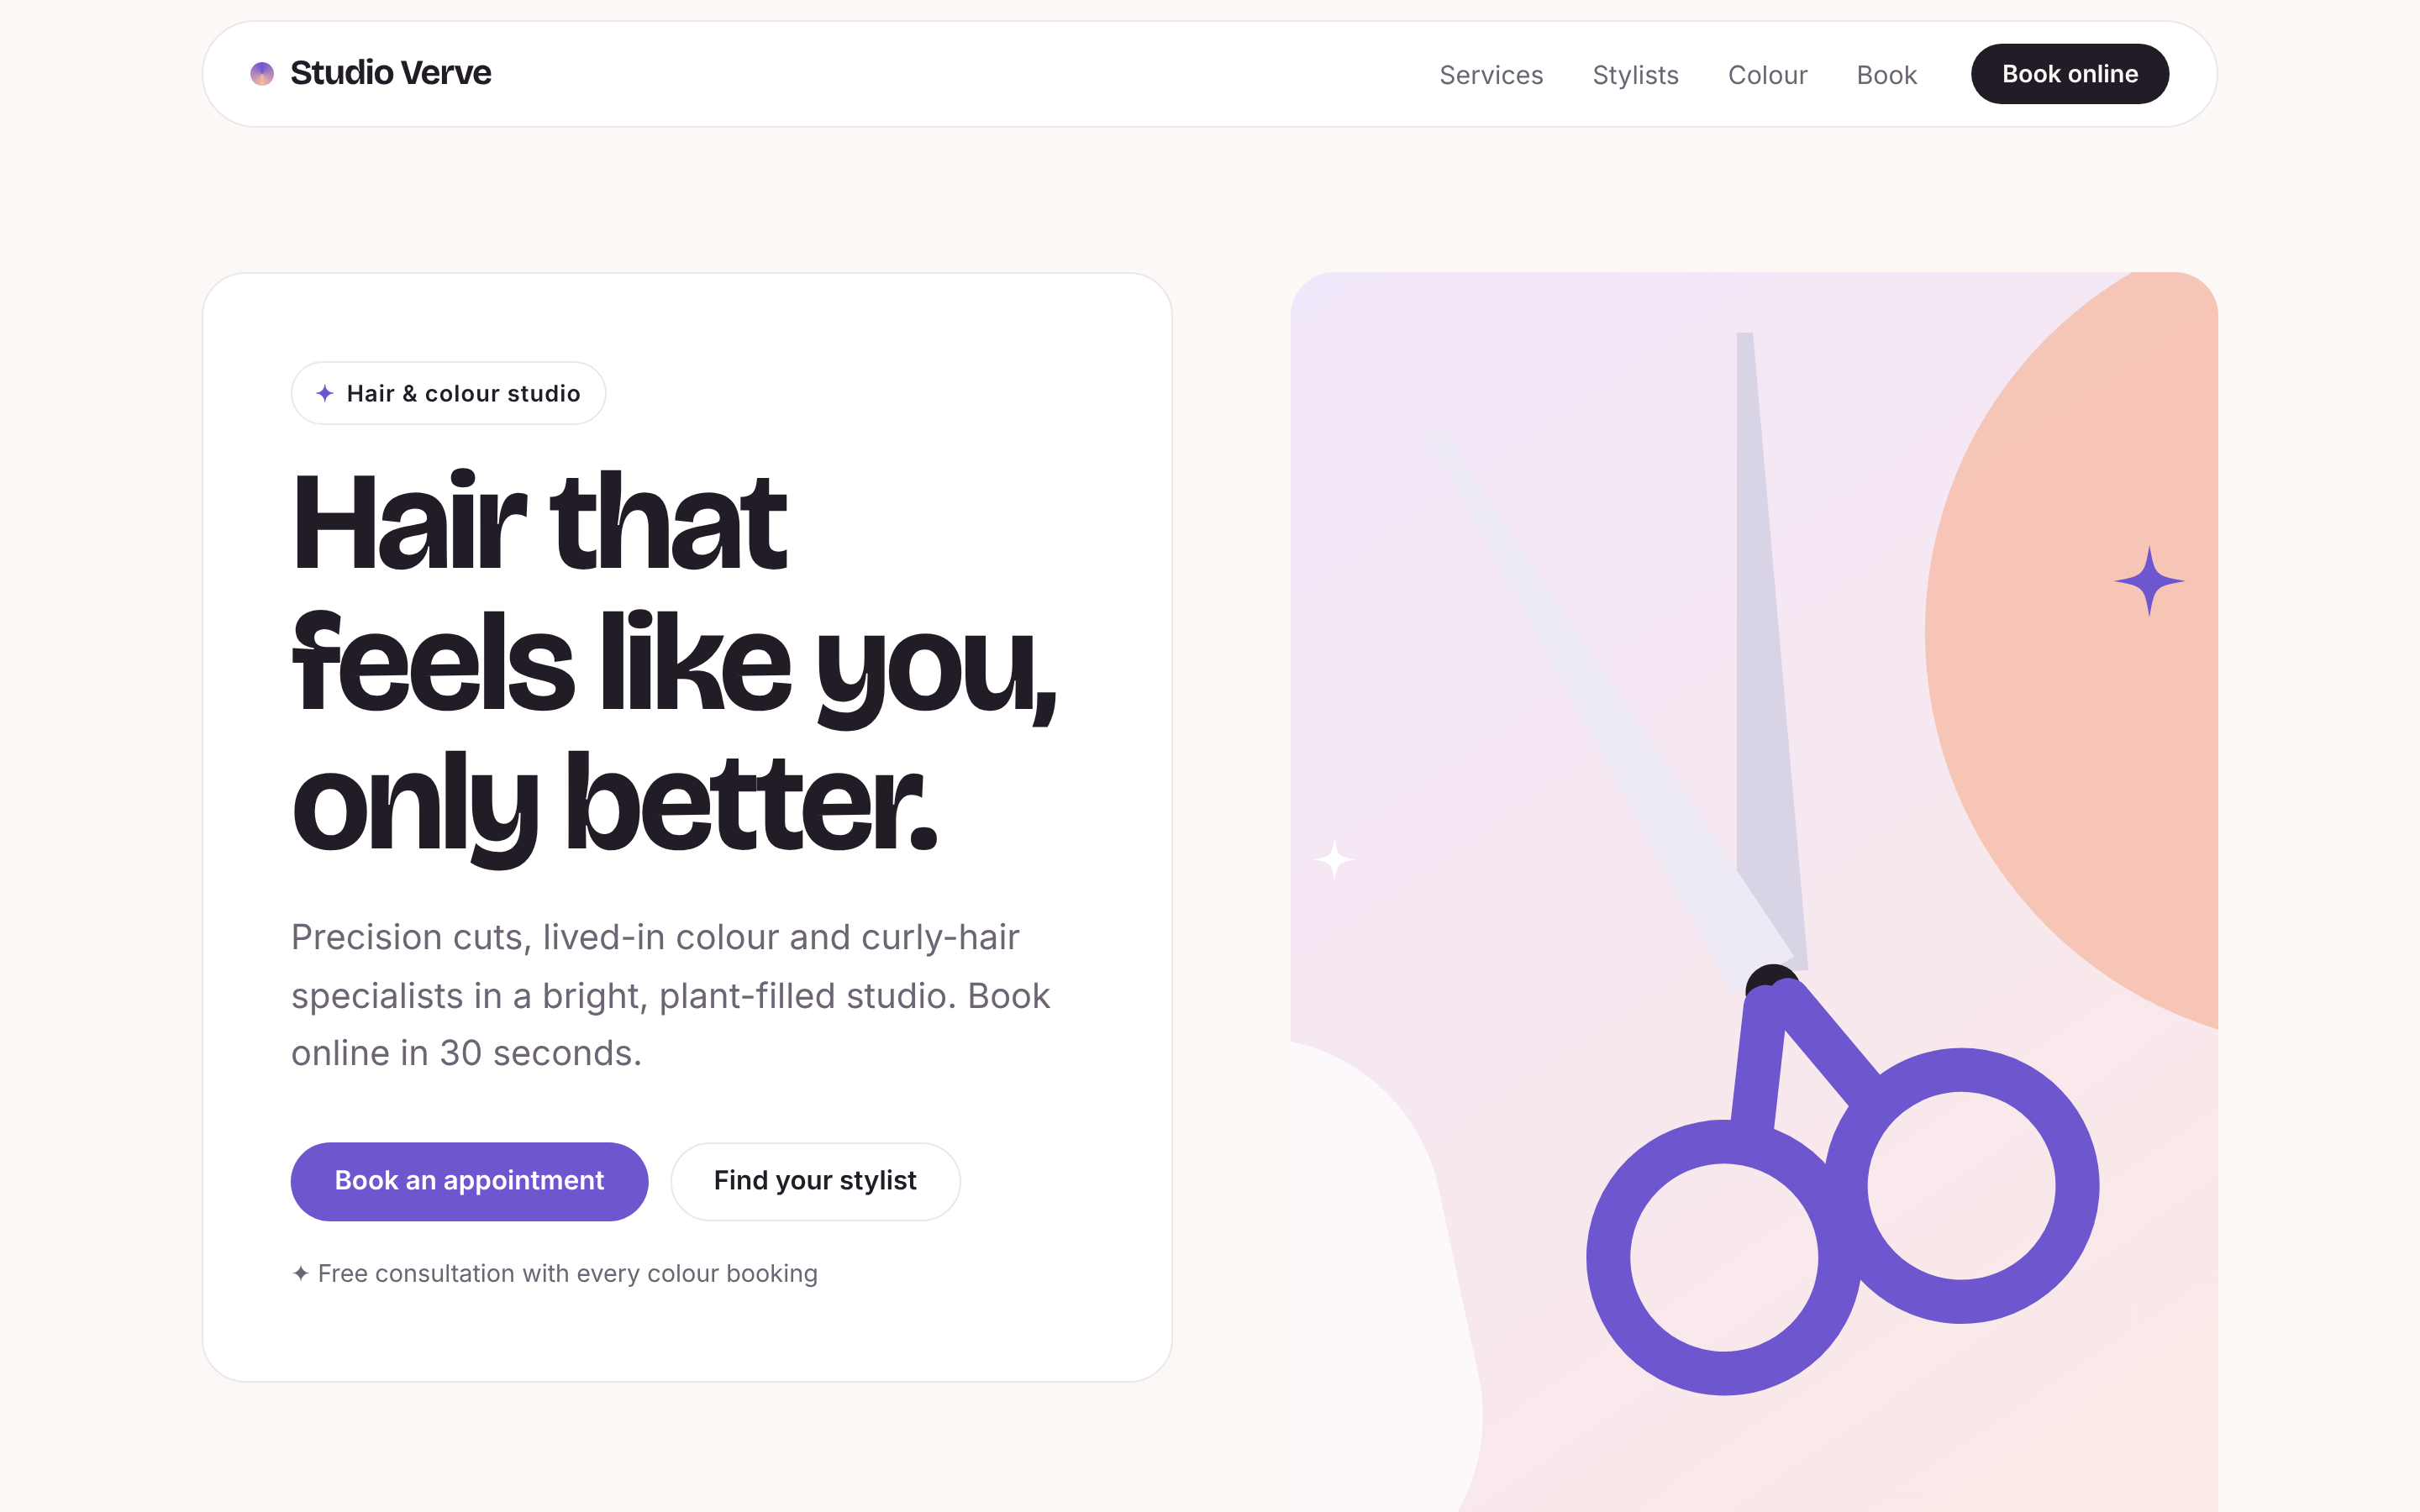 Studio Verve
Services
Stylists
Colour
Book
Book online
Hair & colour studio
Hair that
feels like you,
only better.
Precision cuts, lived-in colour and curly-hair
specialists in a bright, plant-filled studio. Book
online in 30 seconds.
Book an appointment
Find your stylist
✦ Free consultation with every colour booking